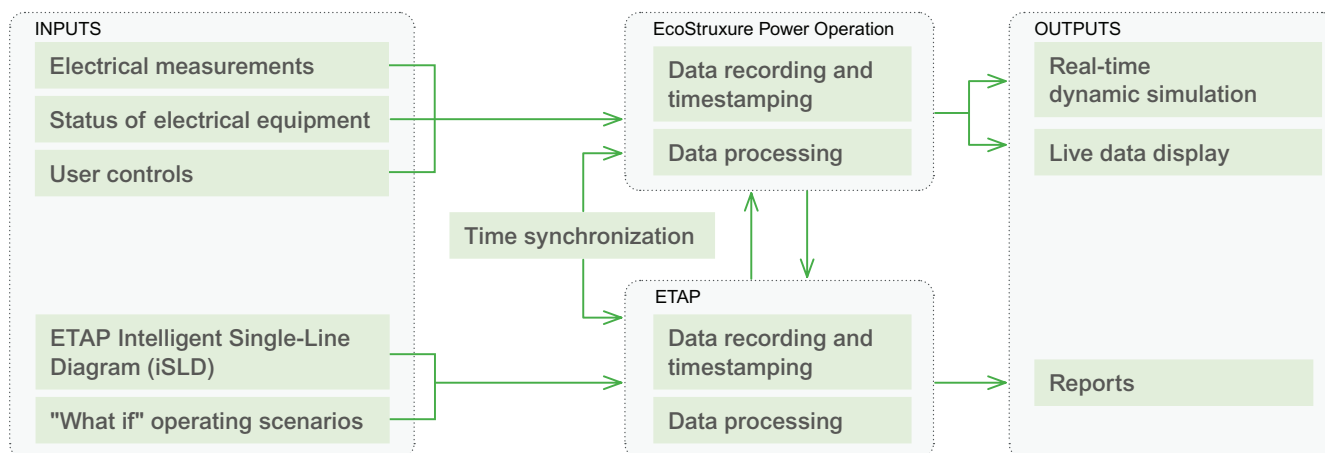 INPUTS
Electrical measurements
Status of electrical equipment
User controls
ETAP Intelligent Single-Line
Diagram (iSLD)
"What if" operating scenarios
Time synchronization
EcoStruxure Power Operation
Data recording and
timestamping
Data processing
ETAP
Data recording and
timestamping
Data processing
OUTPUTS
Real-time
dynamic simulation
Live data display
Reports